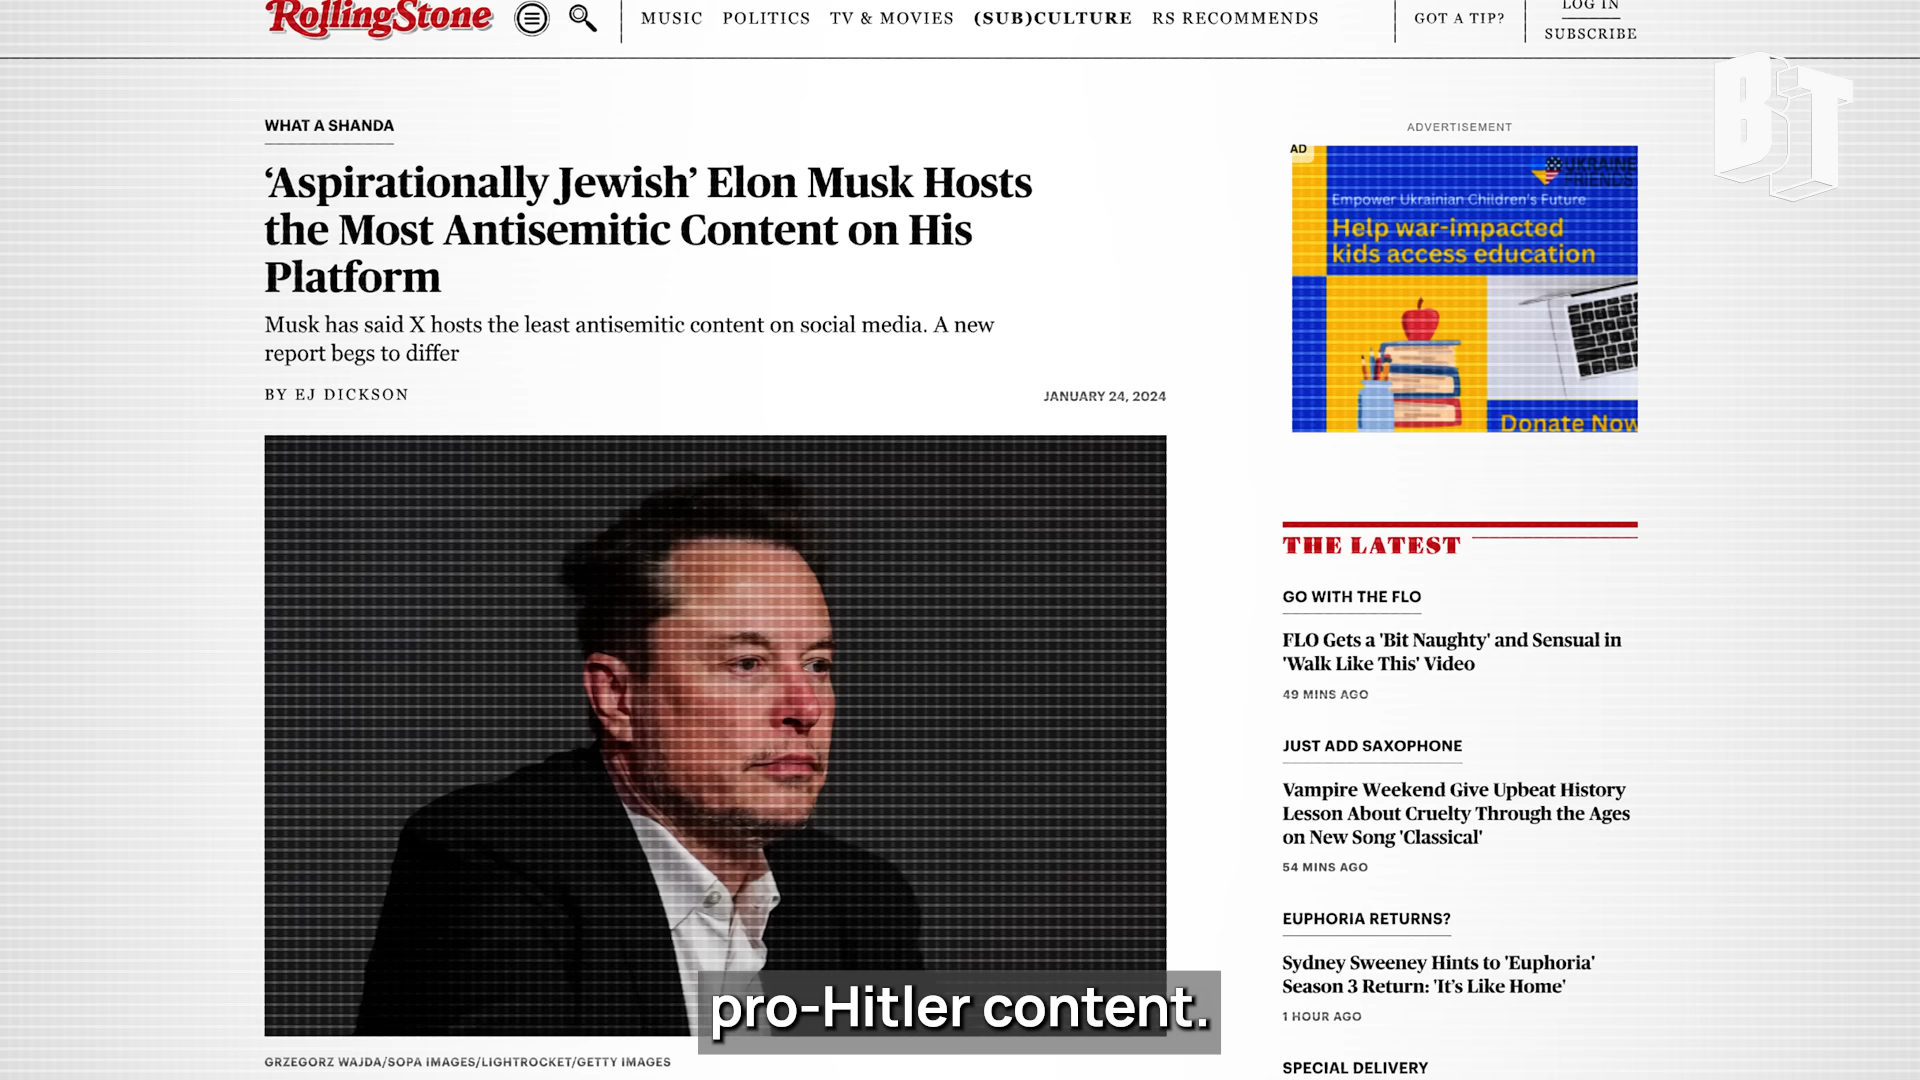 RollingStone
MUSIC POLITICS TV & MOVIES (SUB)CULTURE RS RECOMMENDS
GOT A TIP?
LOG IN
SUBSCRIBE
BT
WHAT A SHANDA
‘Aspirationally Jewish’ Elon Musk Hosts
the Most Antisemitic Content on His
Platform
Musk has said X hosts the least antisemitic content on social media. A new
report begs to differ
BY EJ DICKSON
JANUARY 24, 2024
ADVERTISEMENT
AD
UKRAINE
FRIENDS
Empower Ukrainian Children's Future
Help war-impacted
kids access education
Donate Now
THE LATEST
GO WITH THE FLO
FLO Gets a 'Bit Naughty' and Sensual in
'Walk Like This' Video
49 MINS AGO
JUST ADD SAXOPHONE
Vampire Weekend Give Upbeat History
Lesson About Cruelty Through the Ages
on New Song 'Classical'
54 MINS AGO
EUPHORIA RETURNS?
Sydney Sweeney Hints to 'Euphoria'
Season 3 Return: 'It's Like Home'
1 HOUR AGO
SPECIAL DELIVERY
pro-Hitler content.
GRZEGORZ WAJDA/SOPA IMAGES/LIGHTROCKET/GETTY IMAGES